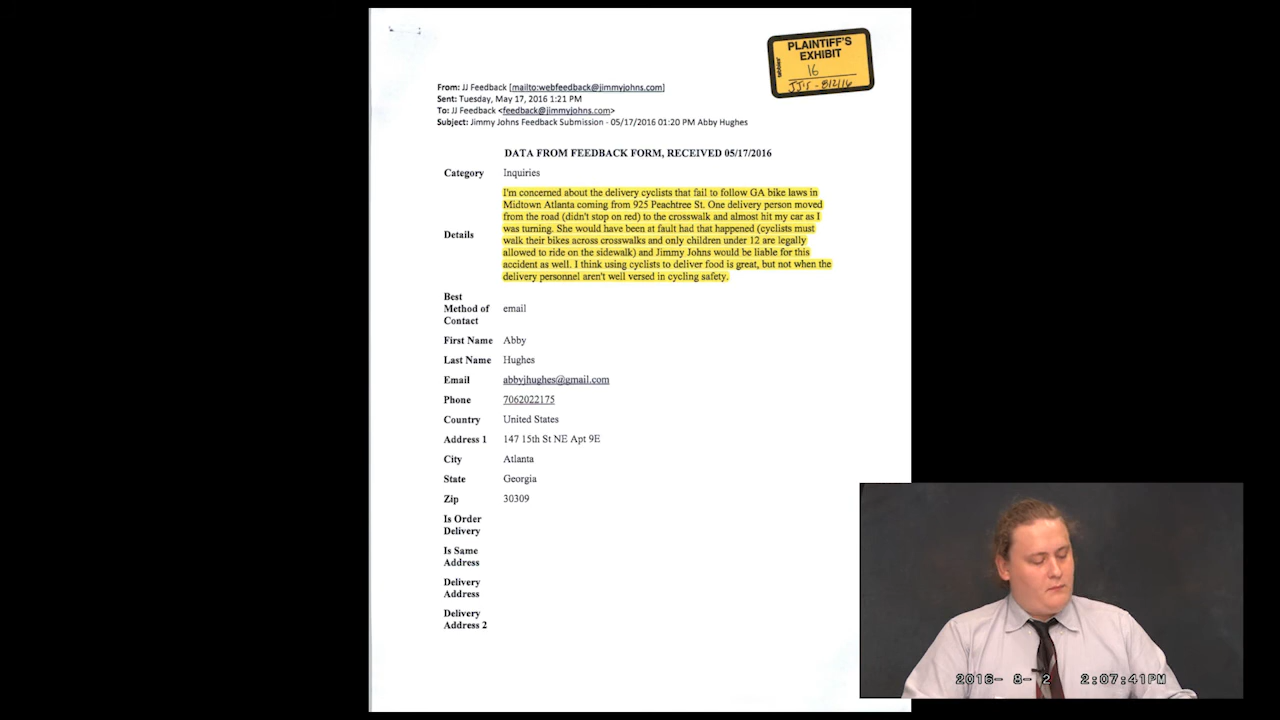 PLAINTIFF'S
EXHIBIT
16
JJ's - 8/2/16
From: JJ Feedback [mailto:webfeedback@jimmyjohns.com]
Sent: Tuesday, May 17, 2016 1:21 PM
To: JJ Feedback <feedback@jimmyjohns.com>
Subject: Jimmy Johns Feedback Submission - 05/17/2016 01:20 PM Abby Hughes
DATA FROM FEEDBACK FORM, RECEIVED 05/17/2016
Category Inquiries
I'm concerned about the delivery cyclists that fail to follow GA bike laws in
Midtown Atlanta coming from 925 Peachtree St. One delivery person moved
from the road (didn't stop on red) to the crosswalk and almost hit my car as I
was turning. She would have been at fault had that happened (cyclists must
Details walk their bikes across crosswalks and only children under 12 are legally
allowed to ride on the sidewalk) and Jimmy Johns would be liable for this
accident as well. I think using cyclists to deliver food is great, but not when the
delivery personnel aren't well versed in cycling safety.
Best
Method of email
Contact
First Name Abby
Last Name Hughes
Email abbyjhughes@gmail.com
Phone 7062022175
Country United States
Address 1 147 15th St NE Apt 9E
City Atlanta
State Georgia
Zip 30309
Is Order
Delivery
Is Same
Address
Delivery
Address
Delivery
Address 2
2016- 8- 2 2:07:41PM